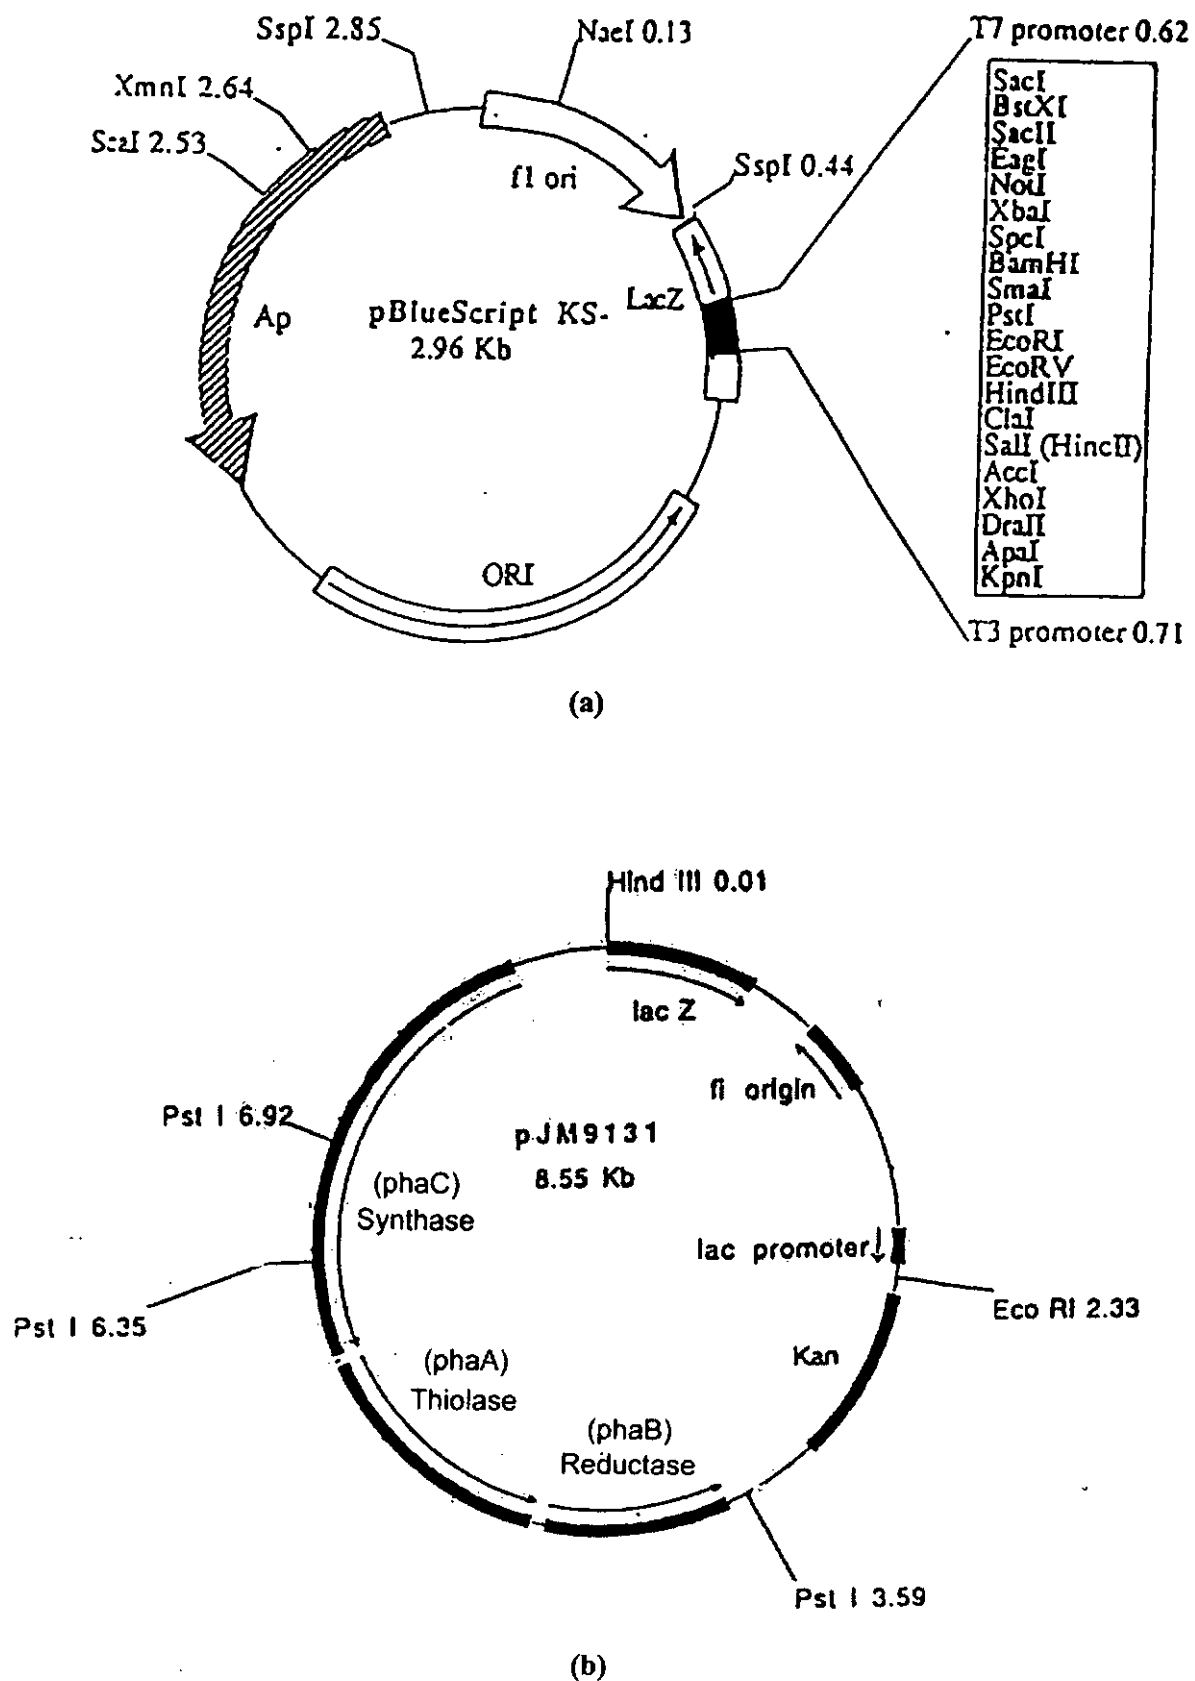 SspI 2.85
NaeI 0.13
T7 promoter 0.62
XmnI 2.64
ScaI 2.53
f1 ori
SspI 0.44
SacI
BstXI
SacII
EagI
NotI
XbaI
SpeI
BamHI
SmaI
PstI
EcoRI
EcoRV
HindIII
ClaI
SalI (HincII)
AccI
XhoI
DraII
ApaI
KpnI
Ap
pBlueScript KS-
2.96 Kb
LacZ
ORI
T3 promoter 0.71
(a)
Hind III 0.01
lac Z
fi origin
Pst I 6.92
pJM9131
8.55 Kb
(phaC)
Synthase
lac promoter
Eco RI 2.33
Pst I 6.35
Kan
(phaA)
Thiolase
(phaB)
Reductase
Pst I 3.59
(b)